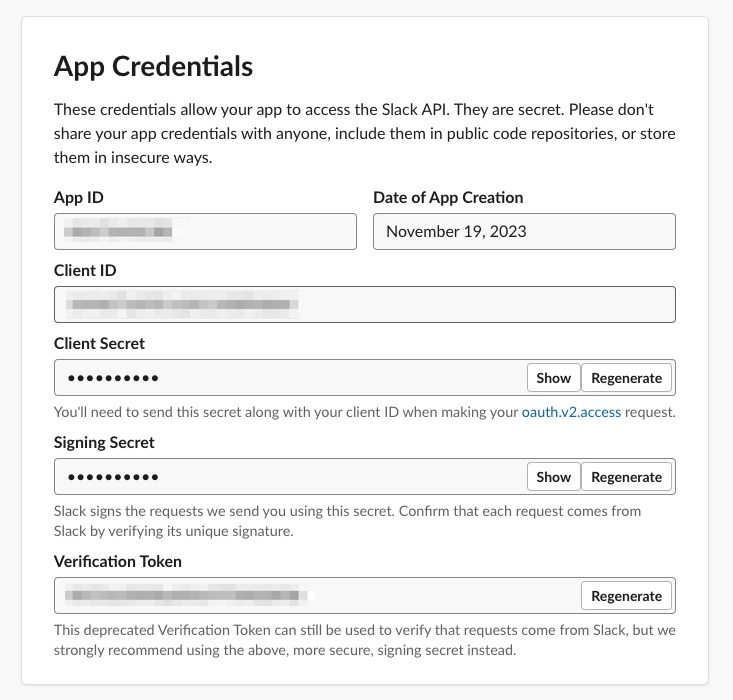 App Credentials
These credentials allow your app to access the Slack API. They are secret. Please don't
share your app credentials with anyone, include them in public code repositories, or store
them in insecure ways.
App ID
Date of App Creation
November 19, 2023
Client ID
Client Secret
●●●●●●●●●● Show Regenerate
You'll need to send this secret along with your client ID when making your oauth.v2.access request.
Signing Secret
●●●●●●●●●● Show Regenerate
Slack signs the requests we send you using this secret. Confirm that each request comes from
Slack by verifying its unique signature.
Verification Token
Regenerate
This deprecated Verification Token can still be used to verify that requests come from Slack, but we
strongly recommend using the above, more secure, signing secret instead.